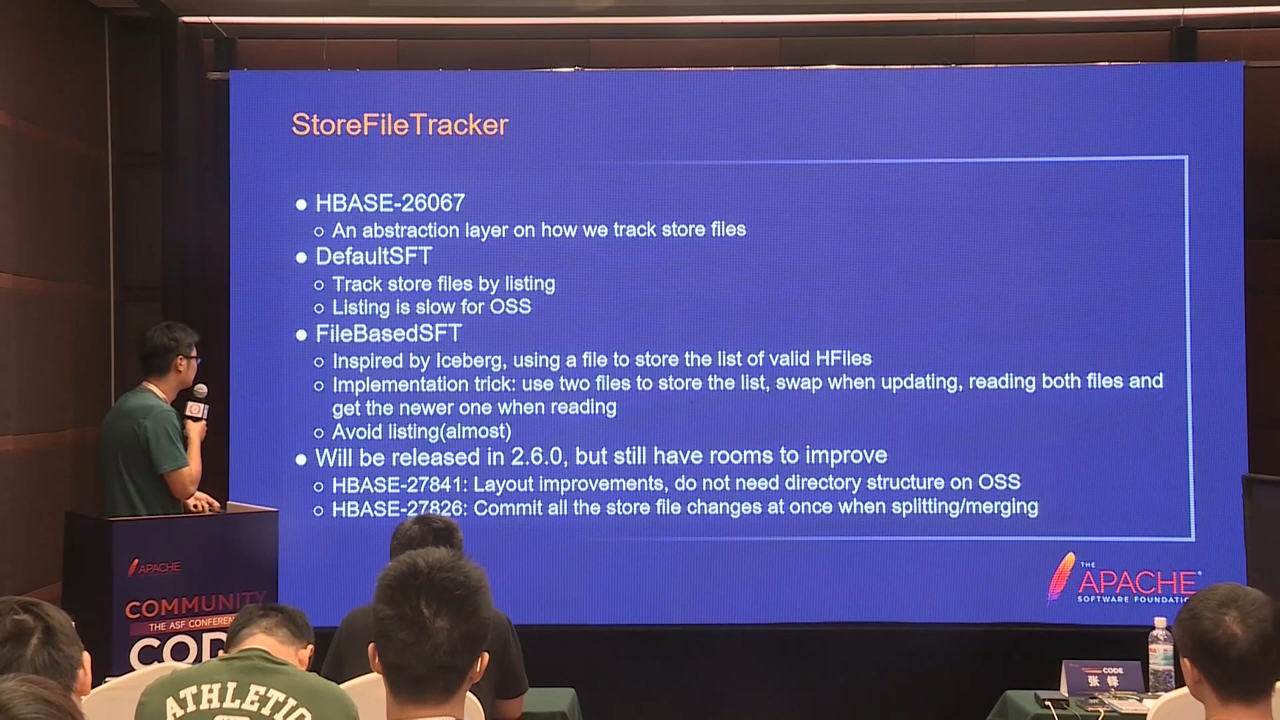 StoreFileTracker
● HBASE-26067
○ An abstraction layer on how we track store files
● DefaultSFT
○ Track store files by listing
○ Listing is slow for OSS
● FileBasedSFT
○ Inspired by Iceberg, using a file to store the list of valid HFiles
○ Implementation trick: use two files to store the list, swap when updating, reading both files and
get the newer one when reading
○ Avoid listing(almost)
● Will be released in 2.6.0, but still have rooms to improve
○ HBASE-27841: Layout improvements, do not need directory structure on OSS
○ HBASE-27826: Commit all the store file changes at once when splitting/merging
THE
APACHE®
SOFTWARE FOUNDATIO
APACHE
COMMUNITY
THE ASF CONFEREN
COD
ATHLETIC
CODE
张 铎